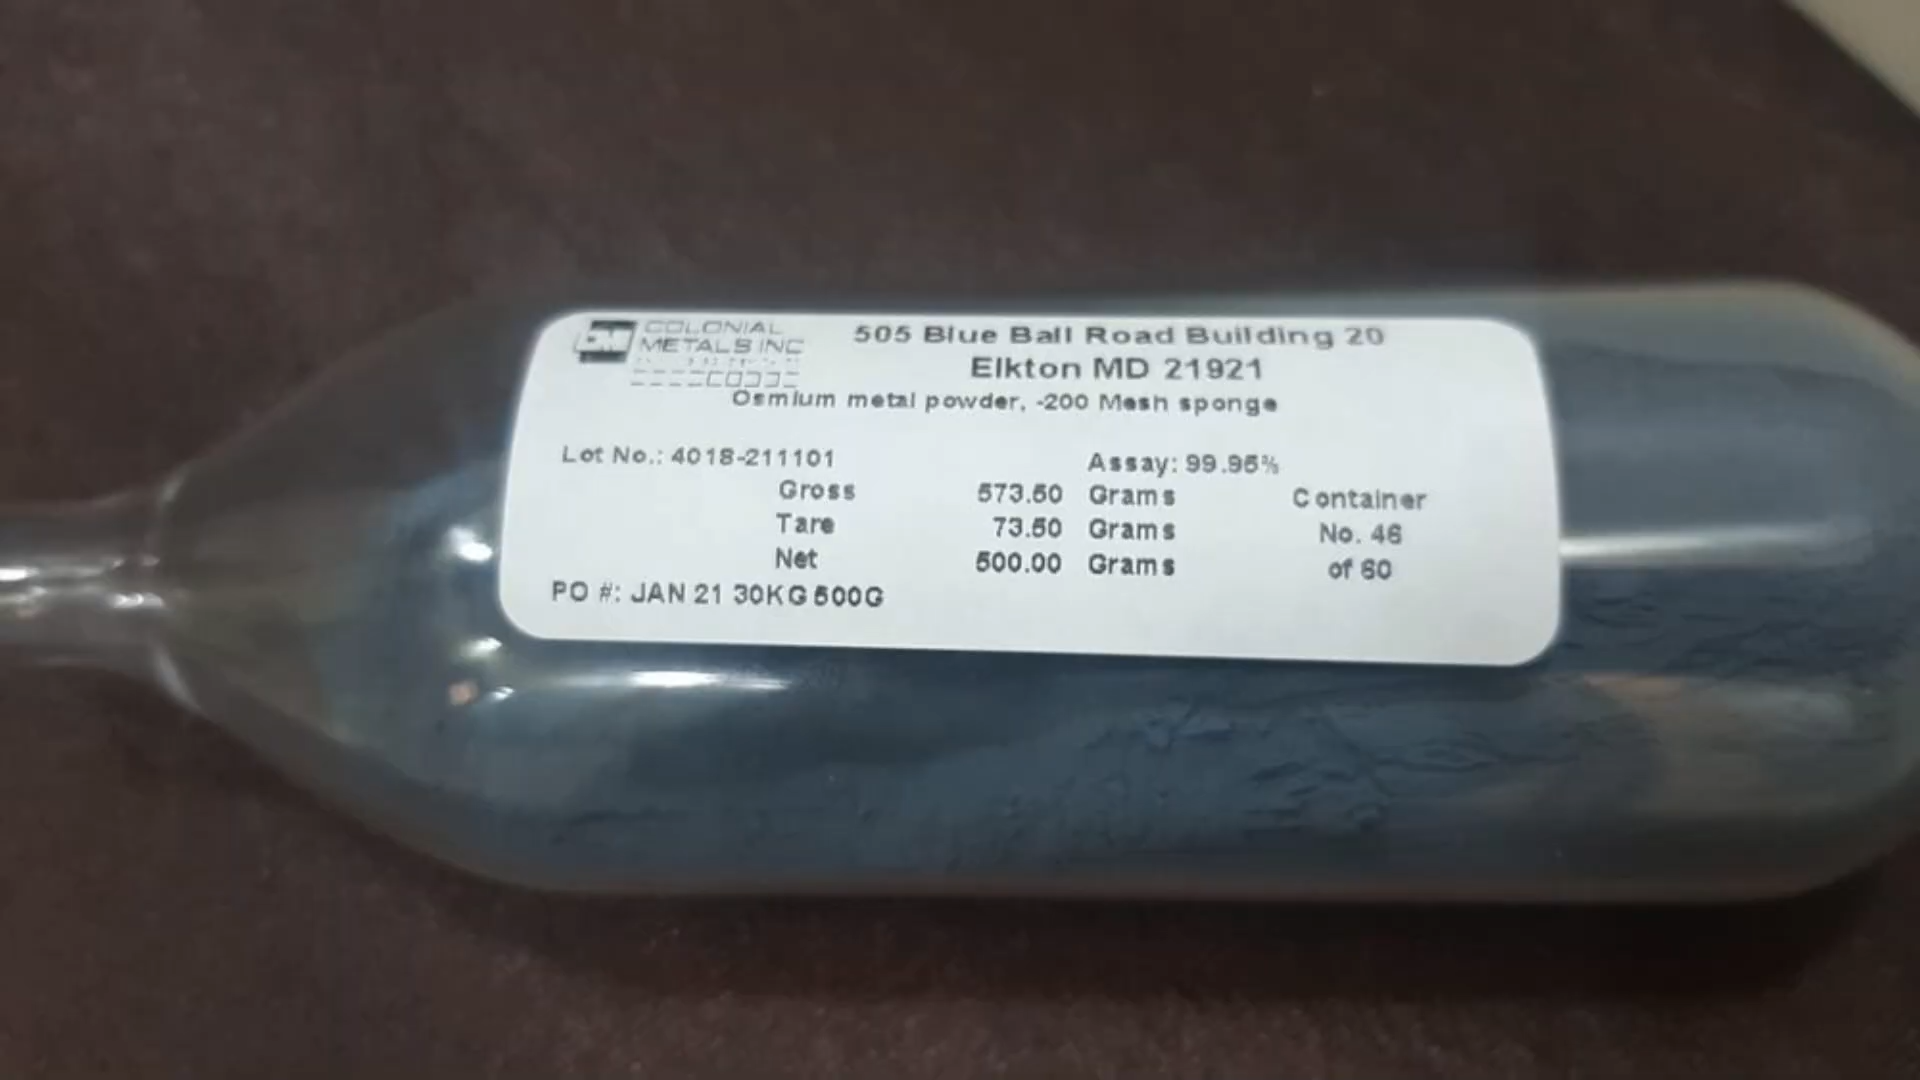 COLONIAL
METALS INC
505 Blue Ball Road Building 20
Elkton MD 21921
Osmium metal powder, -200 Mesh sponge
Lot No.: 4018-211101
Assay: 99.95%
Gross 573.50 Grams Container
Tare 73.50 Grams No. 46
Net 500.00 Grams of 60
PO #: JAN 21 30KG 500G